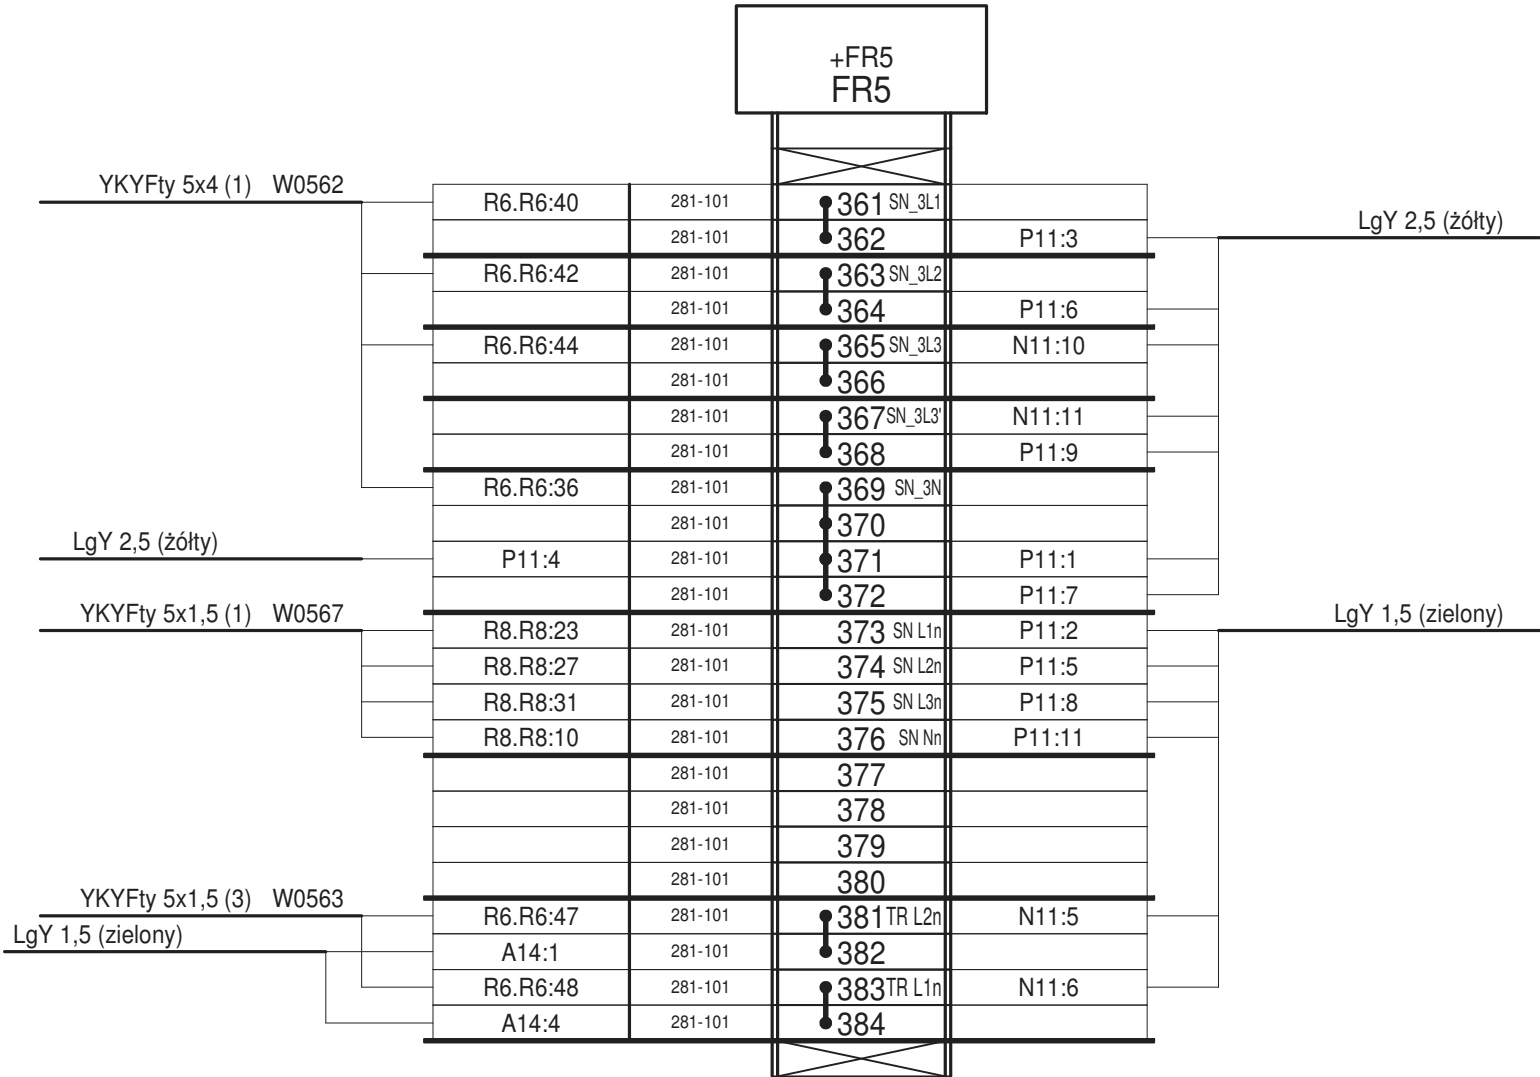 +FR5
FR5
YKYFty 5x4 (1) W0562
R6.R6:40 281-101 361 SN_3L1
LgY 2,5 (żółty)
281-101 362 P11:3
R6.R6:42 281-101 363 SN_3L2
281-101 364 P11:6
R6.R6:44 281-101 365 SN_3L3 N11:10
281-101 366
281-101 367 SN_3L3' N11:11
281-101 368 P11:9
R6.R6:36 281-101 369 SN_3N
281-101 370
LgY 2,5 (żółty)
P11:4 281-101 371 P11:1
281-101 372 P11:7
YKYFty 5x1,5 (1) W0567
LgY 1,5 (zielony)
R8.R8:23 281-101 373 SN L1n P11:2
R8.R8:27 281-101 374 SN L2n P11:5
R8.R8:31 281-101 375 SN L3n P11:8
R8.R8:10 281-101 376 SN Nn P11:11
281-101 377
281-101 378
281-101 379
281-101 380
YKYFty 5x1,5 (3) W0563
R6.R6:47 281-101 381 TR L2n N11:5
LgY 1,5 (zielony)
A14:1 281-101 382
R6.R6:48 281-101 383 TR L1n N11:6
A14:4 281-101 384